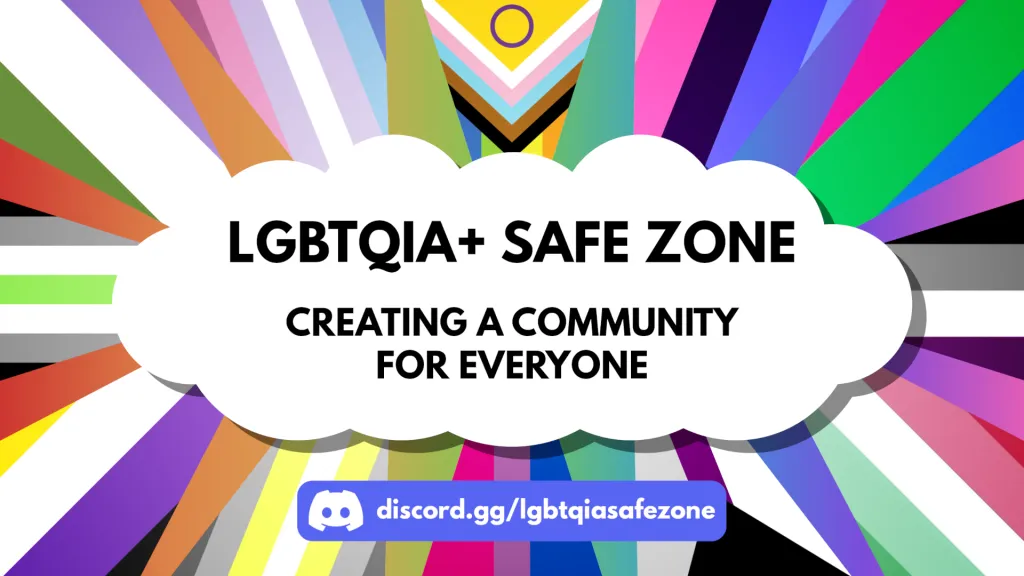 LGBTQIA+ SAFE ZONE
CREATING A COMMUNITY
FOR EVERYONE
discord.gg/lgbtqiasafezone